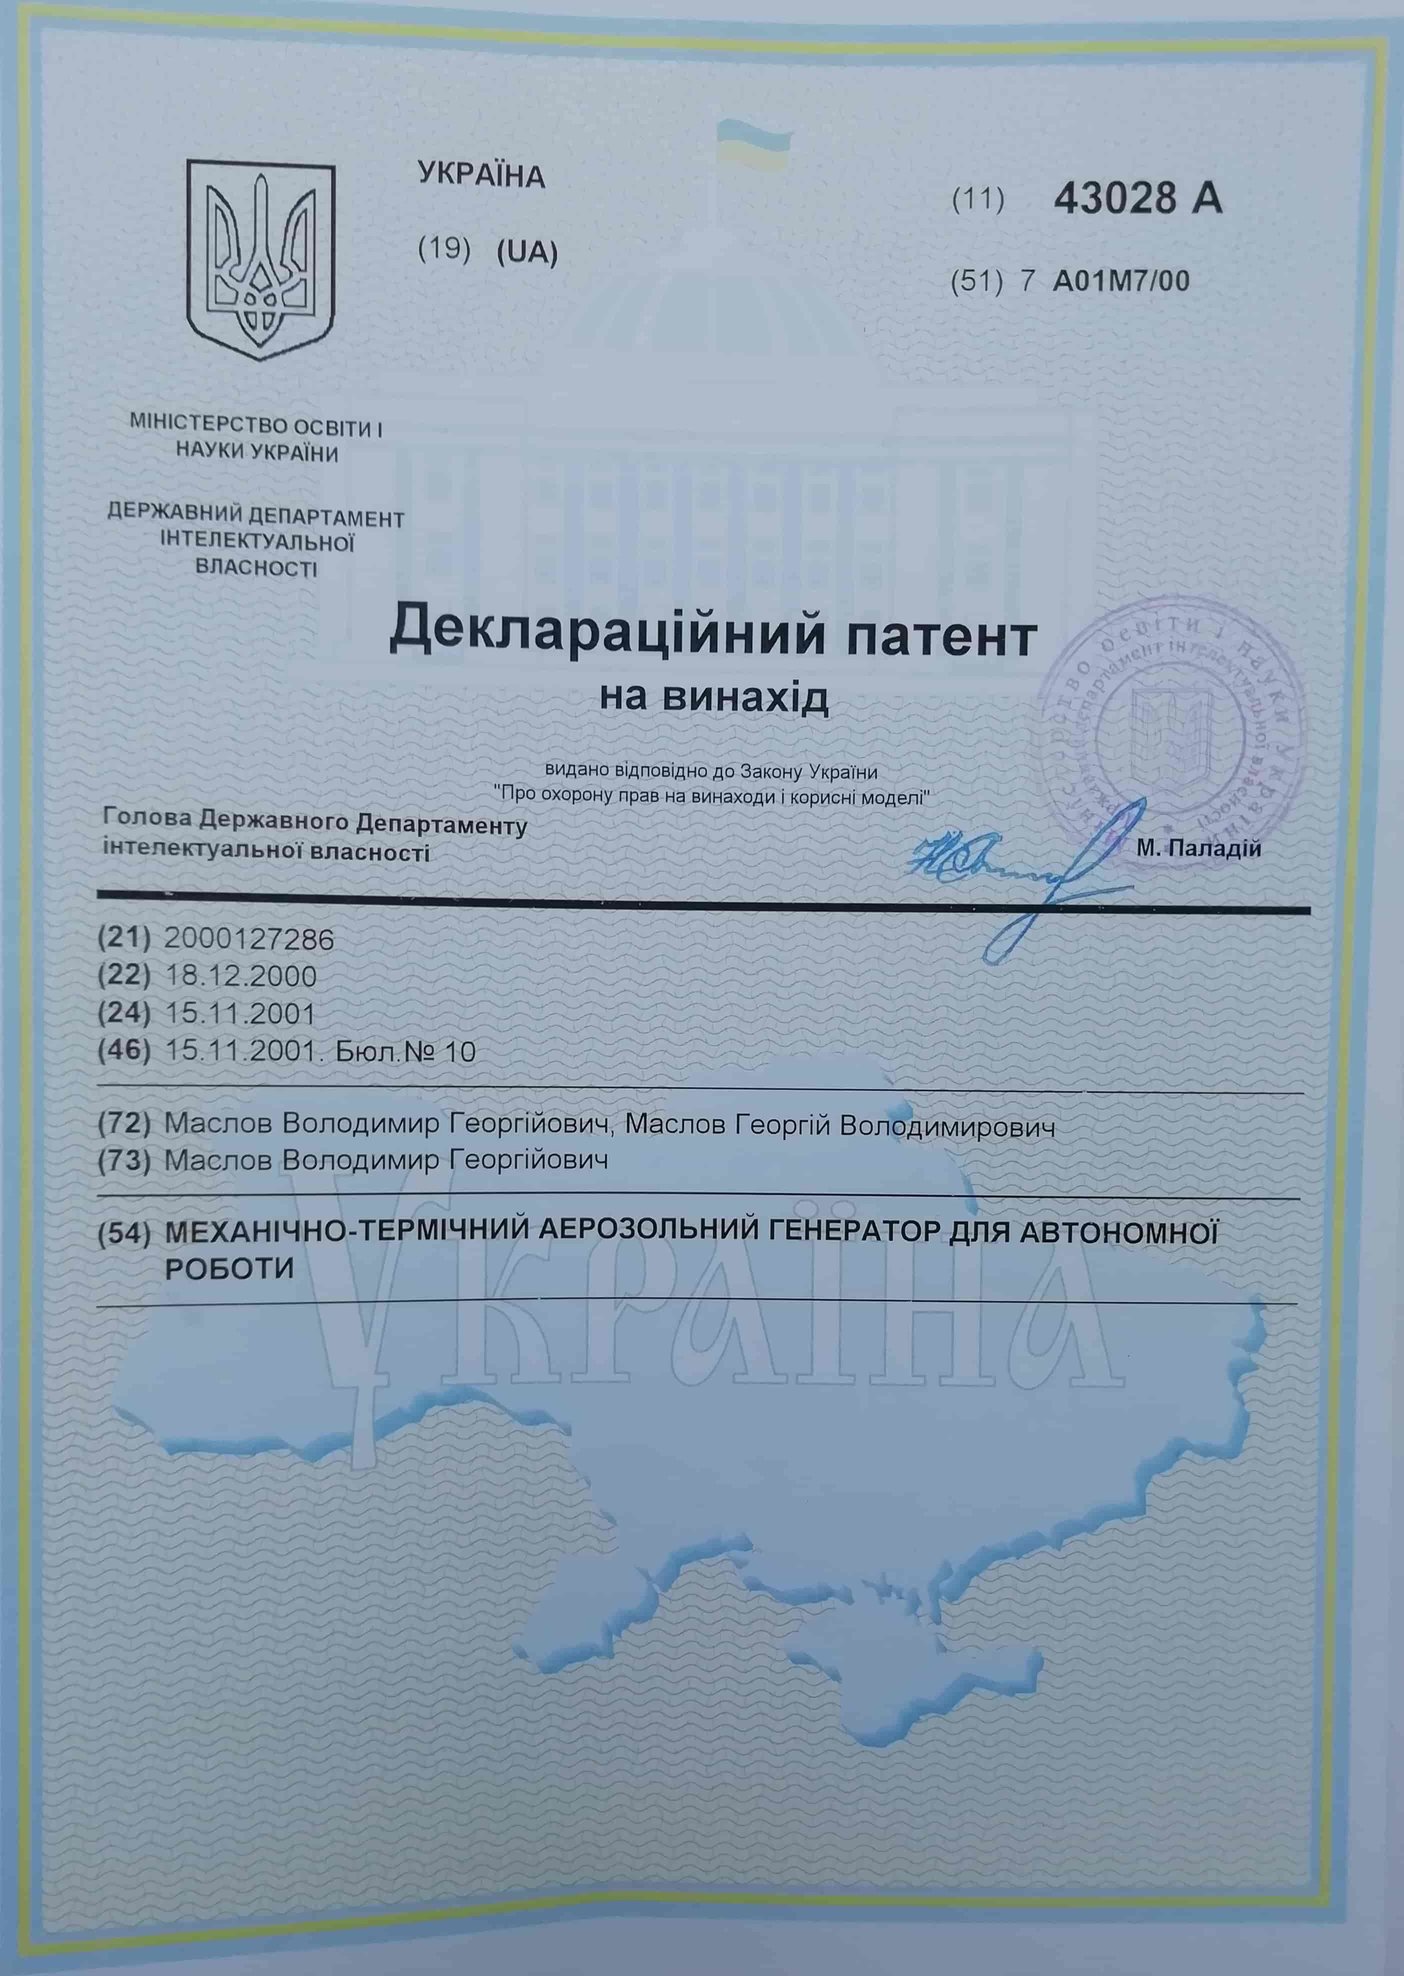 УКРАЇНА
(19) (UA)
(11) 43028 A
(51) 7 A01M7/00
МІНІСТЕРСТВО ОСВІТИ І
НАУКИ УКРАЇНИ
ДЕРЖАВНИЙ ДЕПАРТАМЕНТ
ІНТЕЛЕКТУАЛЬНОЇ
ВЛАСНОСТІ
Деклараційний патент
на винахід
видано відповідно до Закону України
"Про охорону прав на винаходи і корисні моделі"
Голова Державного Департаменту
інтелектуальної власності
М. Паладій
Міністерство освіти і науки України
Державний департамент інтелектуальної власності
(21) 2000127286
(22) 18.12.2000
(24) 15.11.2001
(46) 15.11.2001. Бюл.№ 10
(72) Маслов Володимир Георгійович, Маслов Георгій Володимирович
(73) Маслов Володимир Георгійович
(54) МЕХАНІЧНО-ТЕРМІЧНИЙ АЕРОЗОЛЬНИЙ ГЕНЕРАТОР ДЛЯ АВТОНОМНОЇ
РОБОТИ
УКРАЇНА